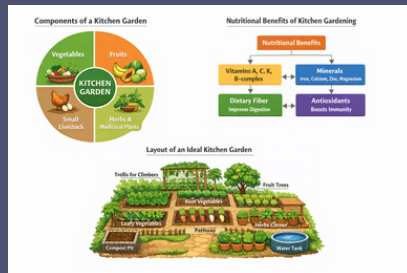 Components of a Kitchen Garden
Vegetables
Fruits
KITCHEN
GARDEN
Small
Livestock
Herbs &
Medicinal Plants
Nutritional Benefits of Kitchen Gardening
Nutritional Benefits
Vitamins A, C, K,
B-complex
Minerals
Iron, Calcium, Zinc, Magnesium
Dietary Fiber
Improves Digestion
Antioxidants
Boosts Immunity
Layout of an Ideal Kitchen Garden
Trellis for Climbers
Fruit Trees
Root Vegetables
Leafy Vegetables
Herbs Corner
Pathway
Compost Pit
Water Tank